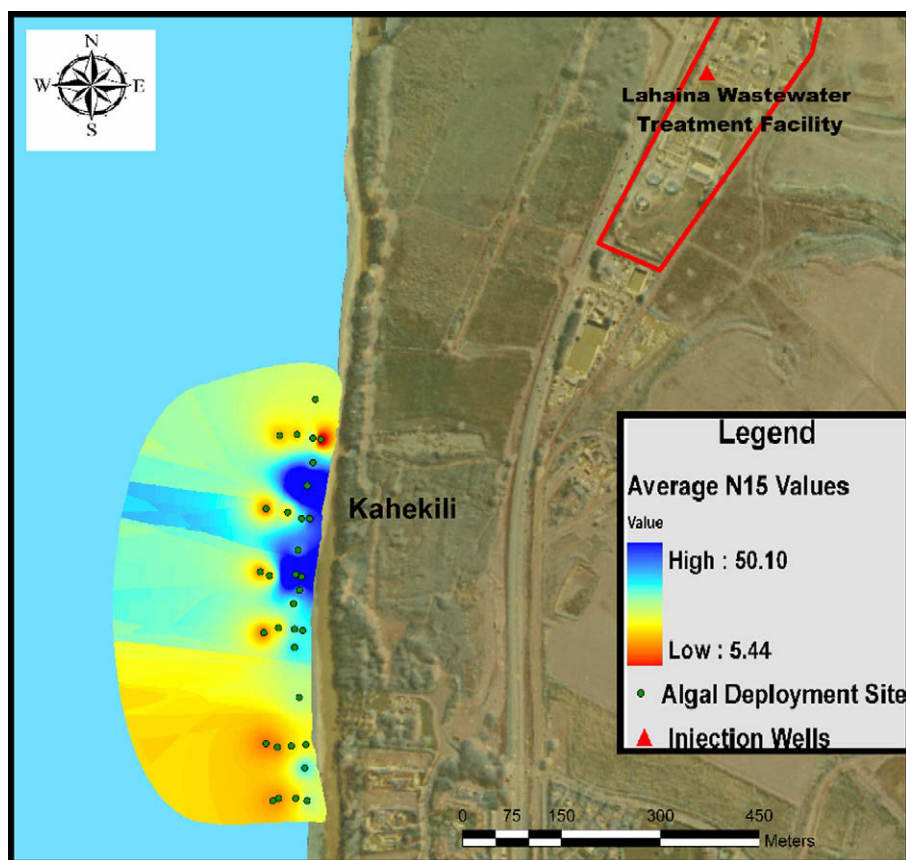 N
W E
S
Lahaina Wastewater
Treatment Facility
Kahekili
Legend
Average N15 Values
Value
High : 50.10
Low : 5.44
Algal Deployment Site
Injection Wells
0 75 150 300 450
Meters